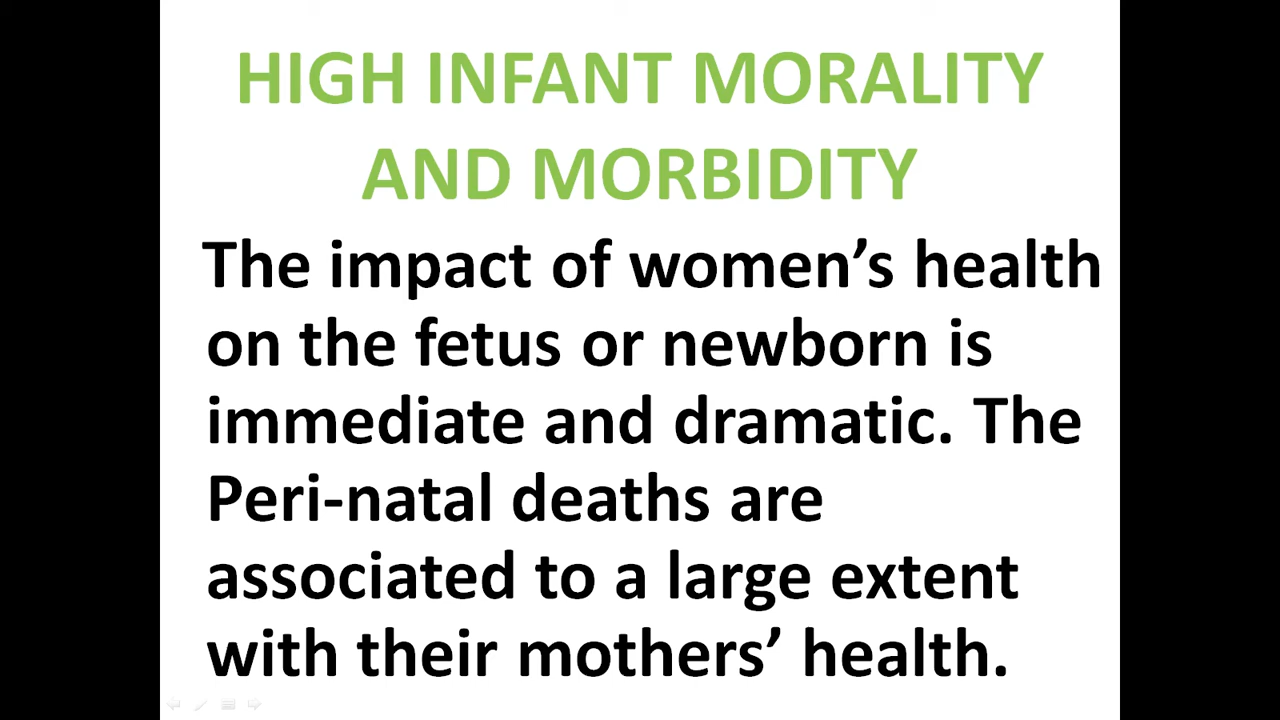 HIGH INFANT MORALITY
AND MORBIDITY
The impact of women’s health
on the fetus or newborn is
immediate and dramatic. The
Peri-natal deaths are
associated to a large extent
with their mothers’ health.